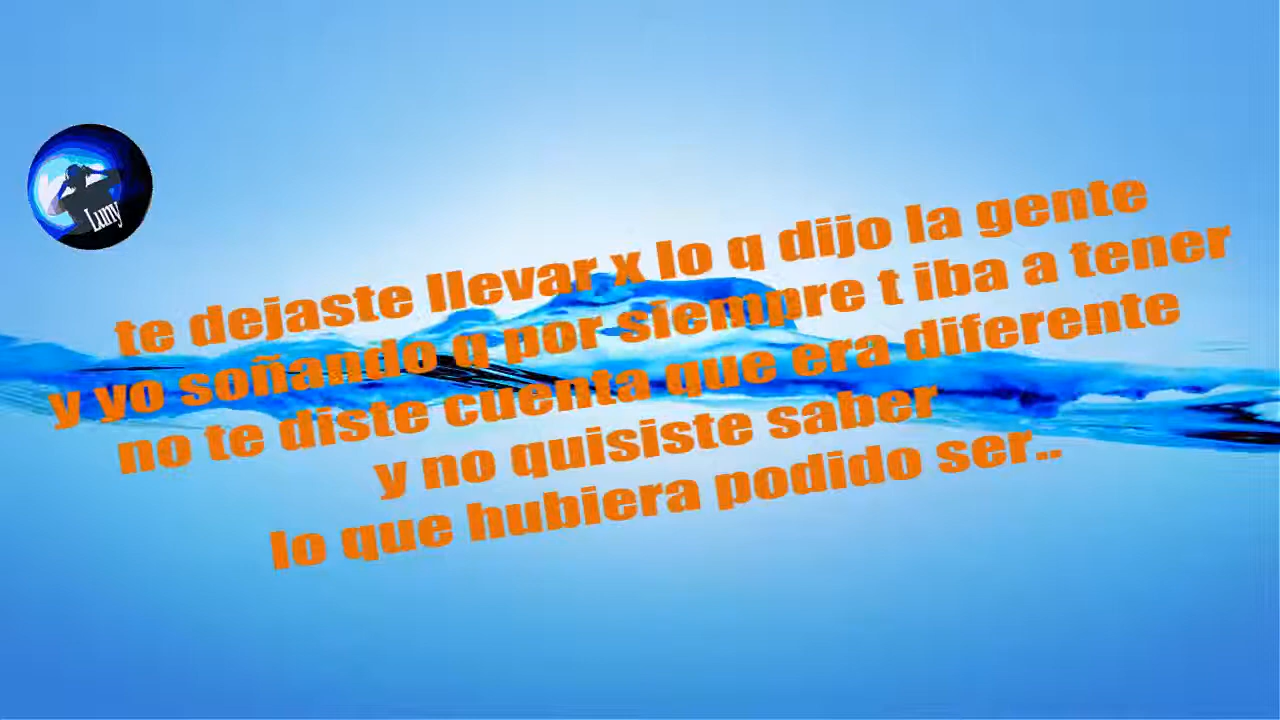 Luny
te dejaste llevar x lo q dijo la gente
y yo soñando q por siempre t iba a tener
no te diste cuenta que era diferente
y no quisiste saber
lo que hubiera podido ser..